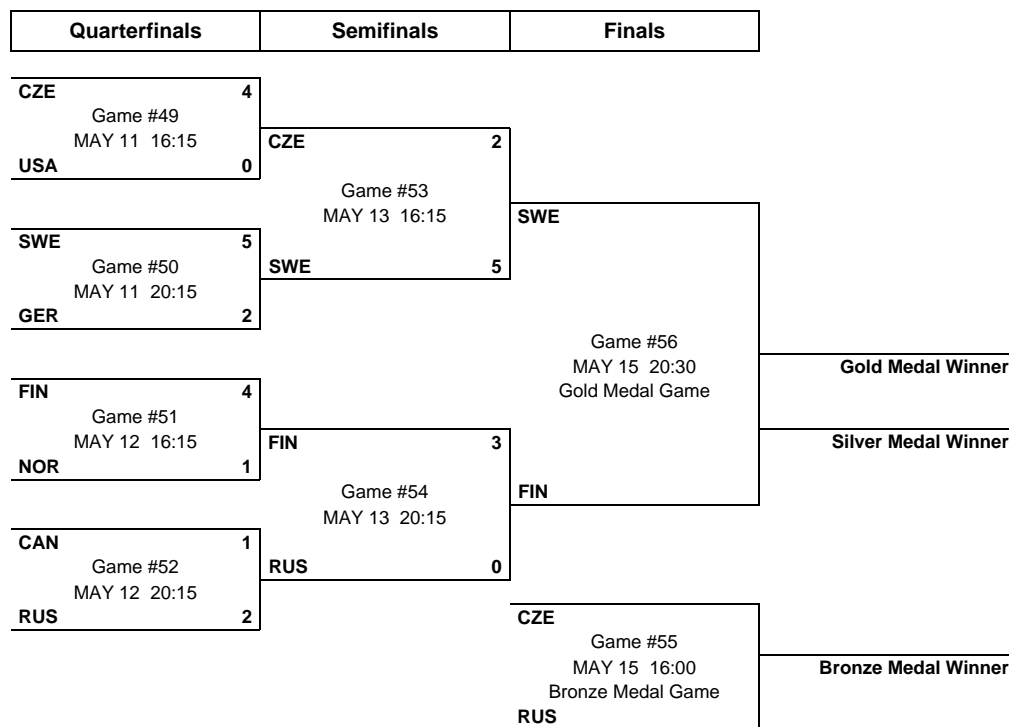 Quarterfinals Semifinals Finals
CZE 4
Game #49
MAY 11 16:15
USA 0
SWE 5
Game #50
MAY 11 20:15
GER 2
FIN 4
Game #51
MAY 12 16:15
NOR 1
CAN 1
Game #52
MAY 12 20:15
RUS 2
CZE 2
Game #53
MAY 13 16:15
SWE 5
FIN 3
Game #54
MAY 13 20:15
RUS 0
SWE
Game #56
MAY 15 20:30
Gold Medal Game
FIN
CZE
Game #55
MAY 15 16:00
Bronze Medal Game
RUS
Gold Medal Winner
Silver Medal Winner
Bronze Medal Winner